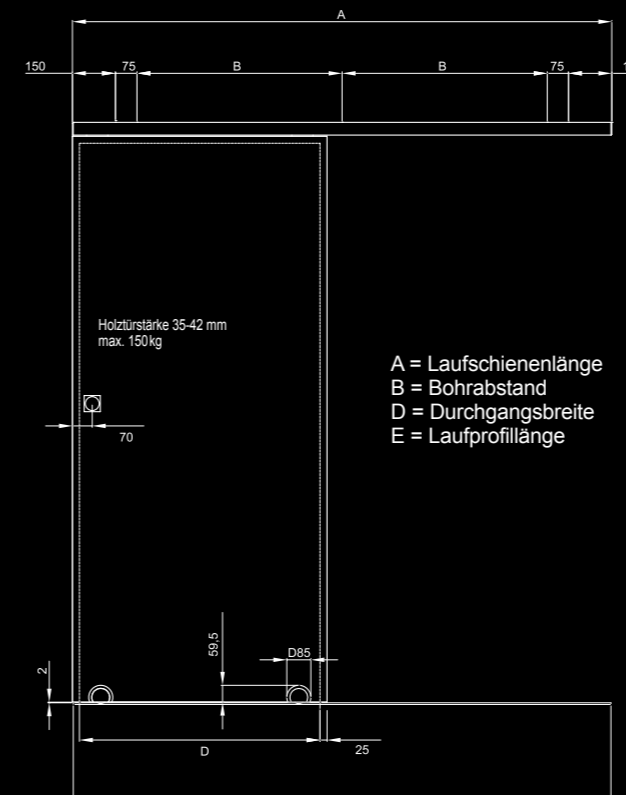 A
150
75
B
B
75
1
Holztürstärke 35-42 mm
max. 150kg
A = Laufschienenlänge
B = Bohrabstand
D = Durchgangsbreite
E = Laufprofillänge
70
59,5
D85
2
D
25